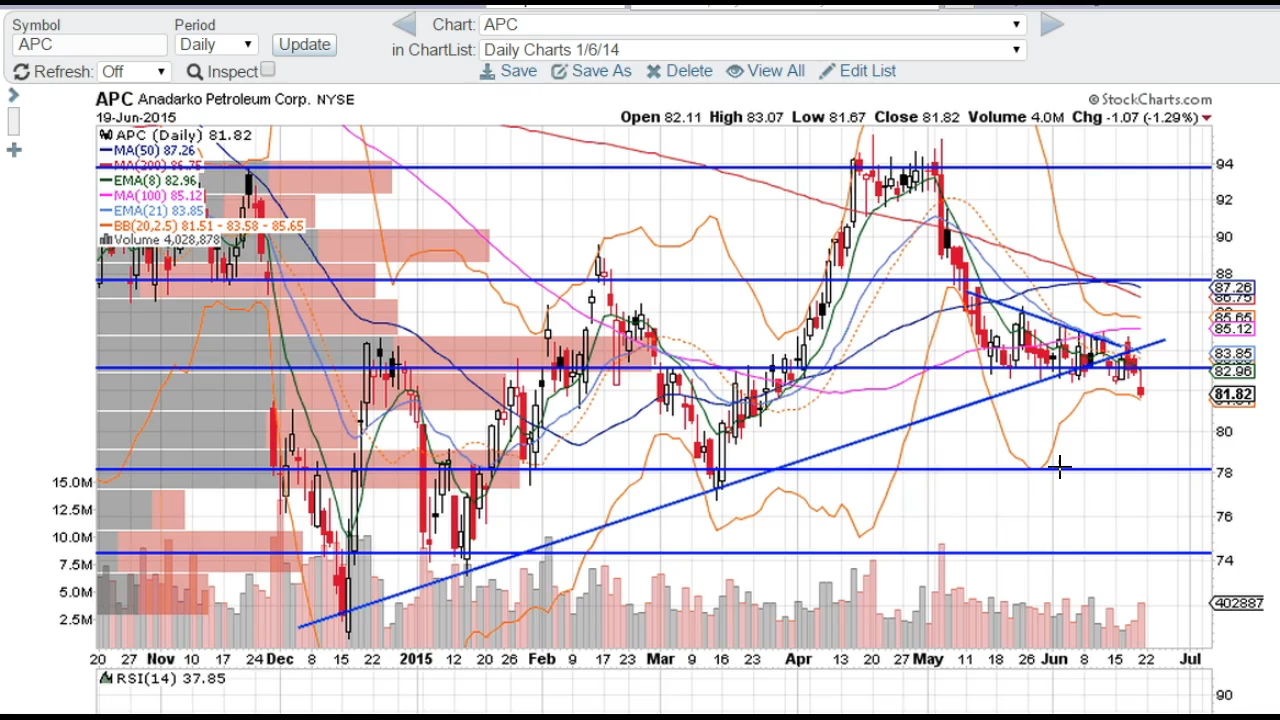 Symbol Period Chart: APC
APC Daily Update in ChartList: Daily Charts 1/6/14
Refresh: Off Inspect Save Save As Delete View All Edit List
APC Anadarko Petroleum Corp. NYSE © StockCharts.com
19-Jun-2015 Open 82.11 High 83.07 Low 81.67 Close 81.82 Volume 4.0M Chg -1.07 (-1.29%)
APC (Daily) 81.82
MA(50) 87.26
MA(200) 86.75
EMA(8) 82.96
MA(100) 85.12
EMA(21) 83.85
BB(20,2.5) 81.51 - 83.58 - 85.65
Volume 4,028,878
94
92
90
88
87.26
86.75
85.65
85.12
83.85
82.96
81.82
80
78
76
74
402887
15.0M
12.5M
10.0M
7.5M
5.0M
2.5M
20 27 Nov 10 17 24 Dec 8 15 22 2015 12 20 26 Feb 9 17 23 Mar 9 16 23 Apr 13 20 27 May 11 18 26 Jun 8 15 22 Jul
RSI(14) 37.85
90